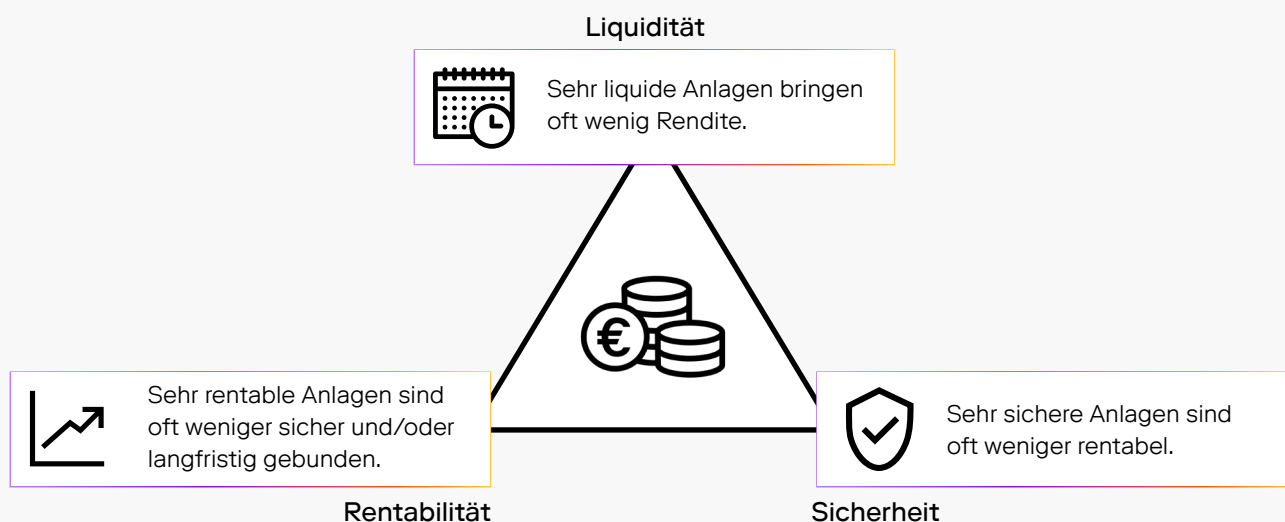 Liquidität
Sehr liquide Anlagen bringen
oft wenig Rendite.
€
Sehr rentable Anlagen sind
oft weniger sicher und/oder
langfristig gebunden.
Sehr sichere Anlagen sind
oft weniger rentabel.
Rentabilität
Sicherheit